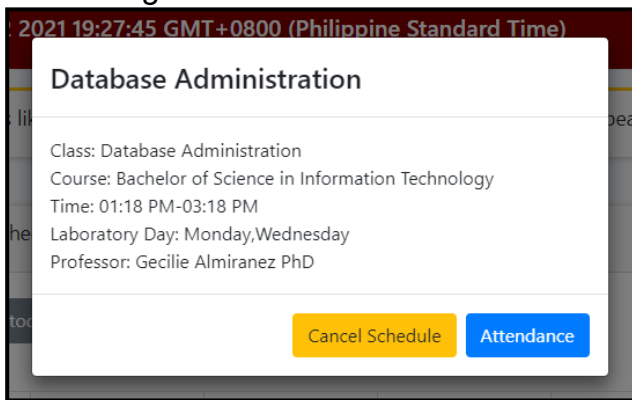 2021 19:27:45 GMT+0800 (Philippine Standard Time)
Database Administration
Class: Database Administration
Course: Bachelor of Science in Information Technology
Time: 01:18 PM-03:18 PM
Laboratory Day: Monday,Wednesday
Professor: Gecilie Almiranez PhD
Cancel Schedule
Attendance